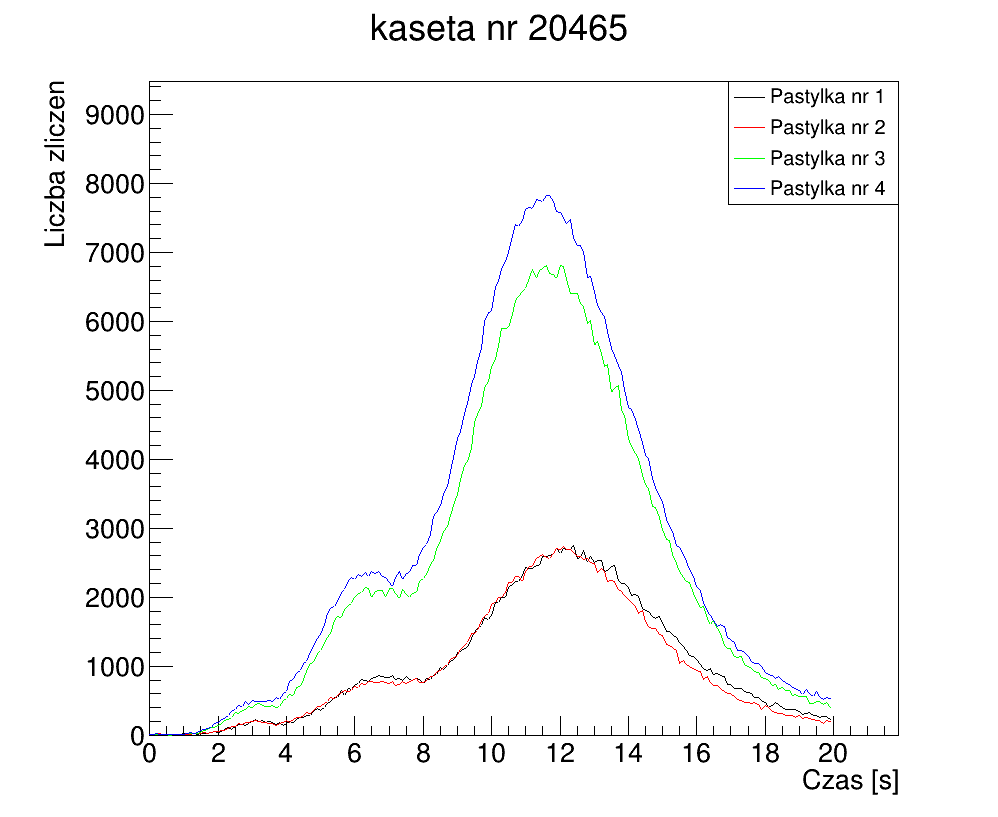 kaseta nr 20465
Liczba zliczen
9000
8000
7000
6000
5000
4000
3000
2000
1000
0
Pastylka nr 1
Pastylka nr 2
Pastylka nr 3
Pastylka nr 4
0 2 4 6 8 10 12 14 16 18 20
Czas [s]